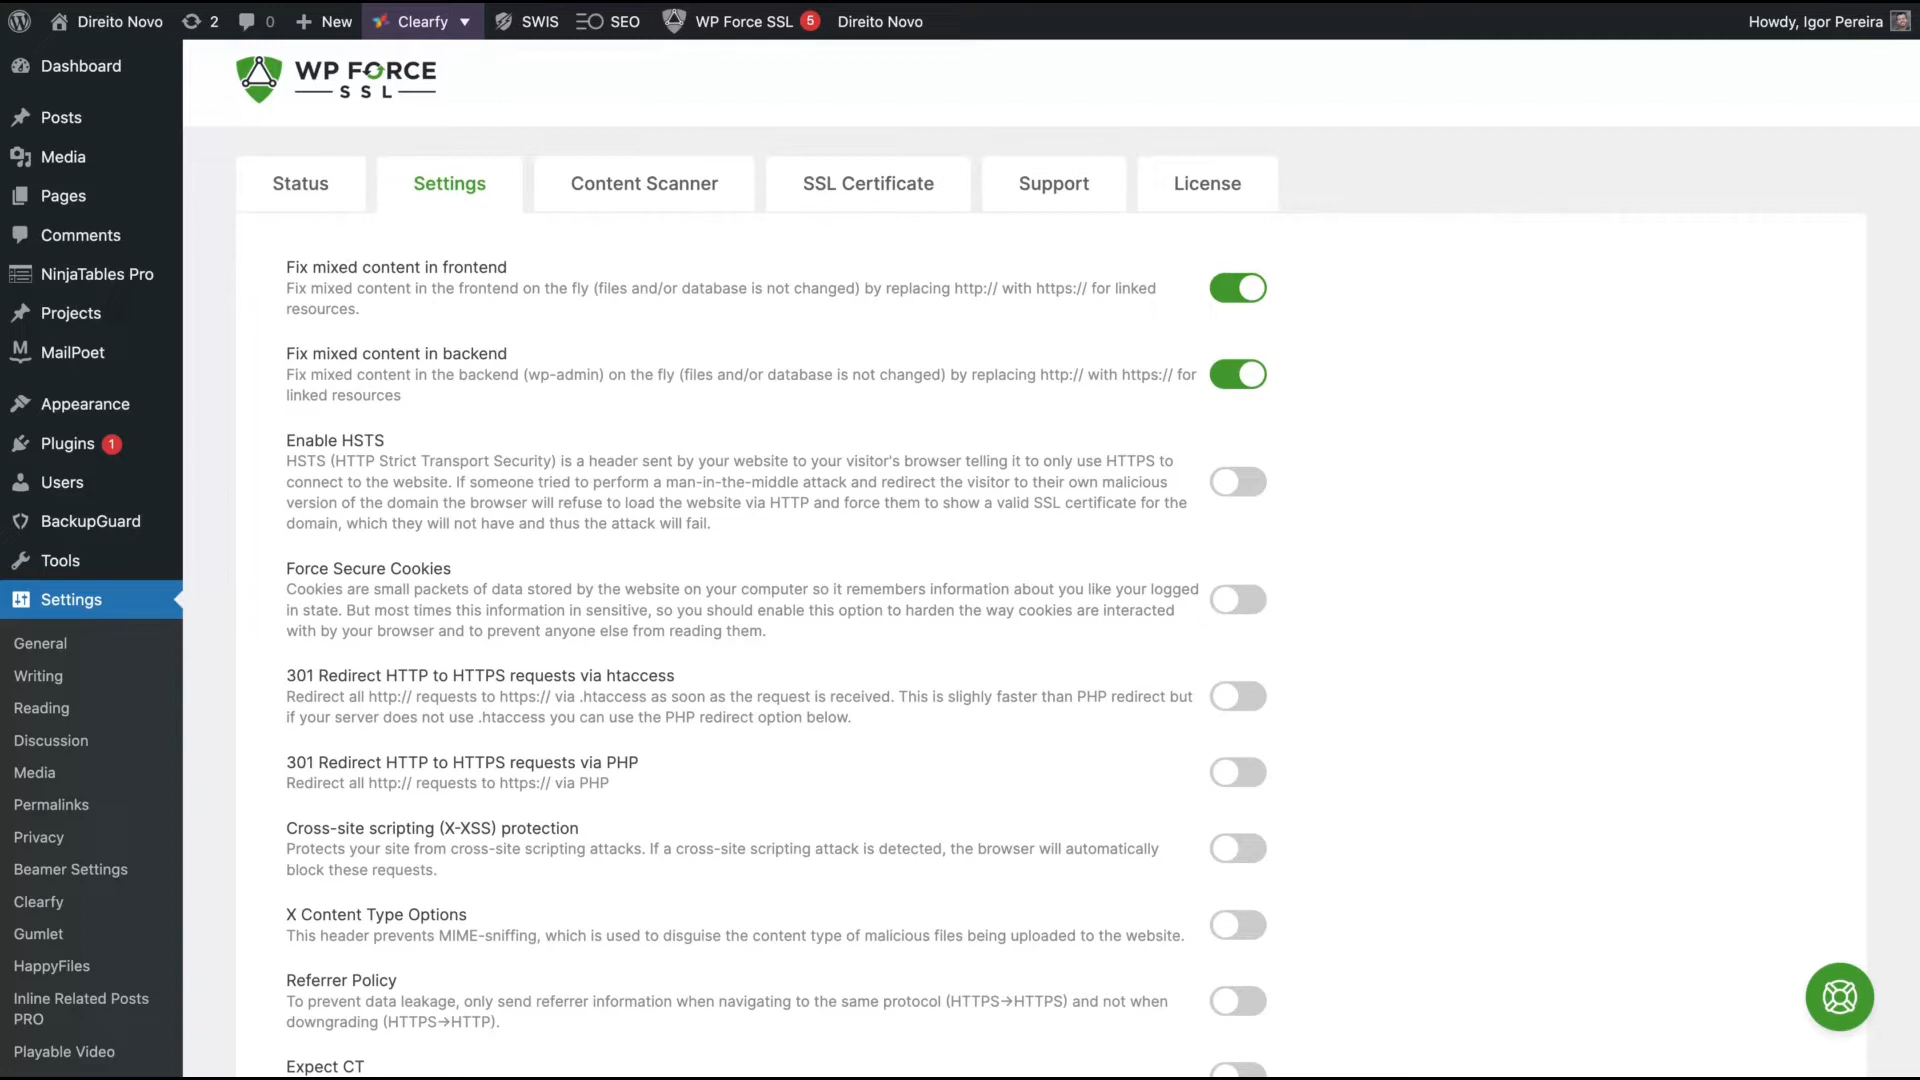 Direito Novo 2 0 New Clearfy SWIS SEO WP Force SSL 5 Direito Novo Howdy, Igor Pereira
Dashboard
Posts
Media
Pages
Comments
NinjaTables Pro
Projects
MailPoet
Appearance
Plugins 1
Users
BackupGuard
Tools
Settings
General
Writing
Reading
Discussion
Media
Permalinks
Privacy
Beamer Settings
Clearfy
Gumlet
HappyFiles
Inline Related Posts
PRO
Playable Video
WP FORCE
SSL
Status Settings Content Scanner SSL Certificate Support License
Fix mixed content in frontend
Fix mixed content in the frontend on the fly (files and/or database is not changed) by replacing http:// with https:// for linked
resources.
Fix mixed content in backend
Fix mixed content in the backend (wp-admin) on the fly (files and/or database is not changed) by replacing http:// with https:// for
linked resources
Enable HSTS
HSTS (HTTP Strict Transport Security) is a header sent by your website to your visitor's browser telling it to only use HTTPS to
connect to the website. If someone tried to perform a man-in-the-middle attack and redirect the visitor to their own malicious
version of the domain the browser will refuse to load the website via HTTP and force them to show a valid SSL certificate for the
domain, which they will not have and thus the attack will fail.
Force Secure Cookies
Cookies are small packets of data stored by the website on your computer so it remembers information about you like your logged
in state. But most times this information in sensitive, so you should enable this option to harden the way cookies are interacted
with by your browser and to prevent anyone else from reading them.
301 Redirect HTTP to HTTPS requests via htaccess
Redirect all http:// requests to https:// via .htaccess as soon as the request is received. This is slighly faster than PHP redirect but
if your server does not use .htaccess you can use the PHP redirect option below.
301 Redirect HTTP to HTTPS requests via PHP
Redirect all http:// requests to https:// via PHP
Cross-site scripting (X-XSS) protection
Protects your site from cross-site scripting attacks. If a cross-site scripting attack is detected, the browser will automatically
block these requests.
X Content Type Options
This header prevents MIME-sniffing, which is used to disguise the content type of malicious files being uploaded to the website.
Referrer Policy
To prevent data leakage, only send referrer information when navigating to the same protocol (HTTPS→HTTPS) and not when
downgrading (HTTPS→HTTP).
Expect CT